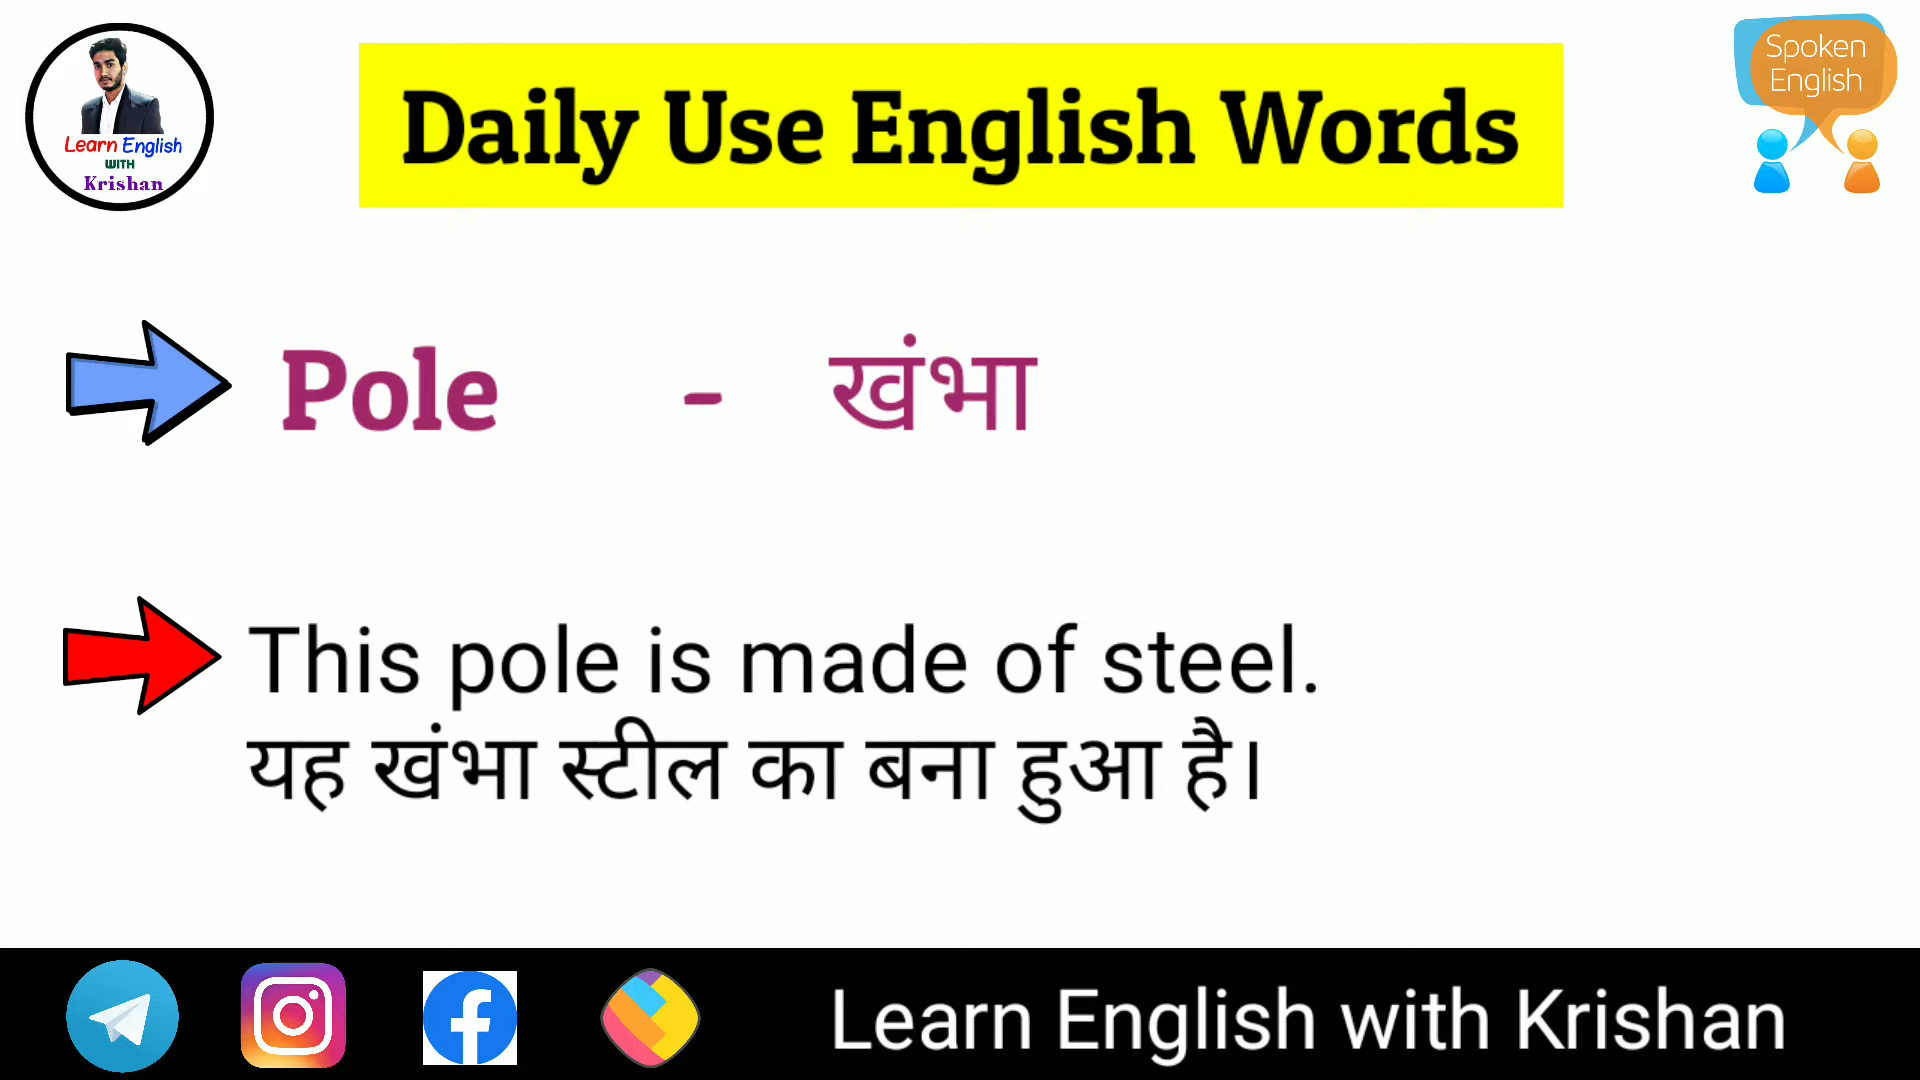 Learn English
WITH
Krishan
Daily Use English Words
Spoken
English
Pole - खंभा
This pole is made of steel.
यह खंभा स्टील का बना हुआ है।
Learn English with Krishan